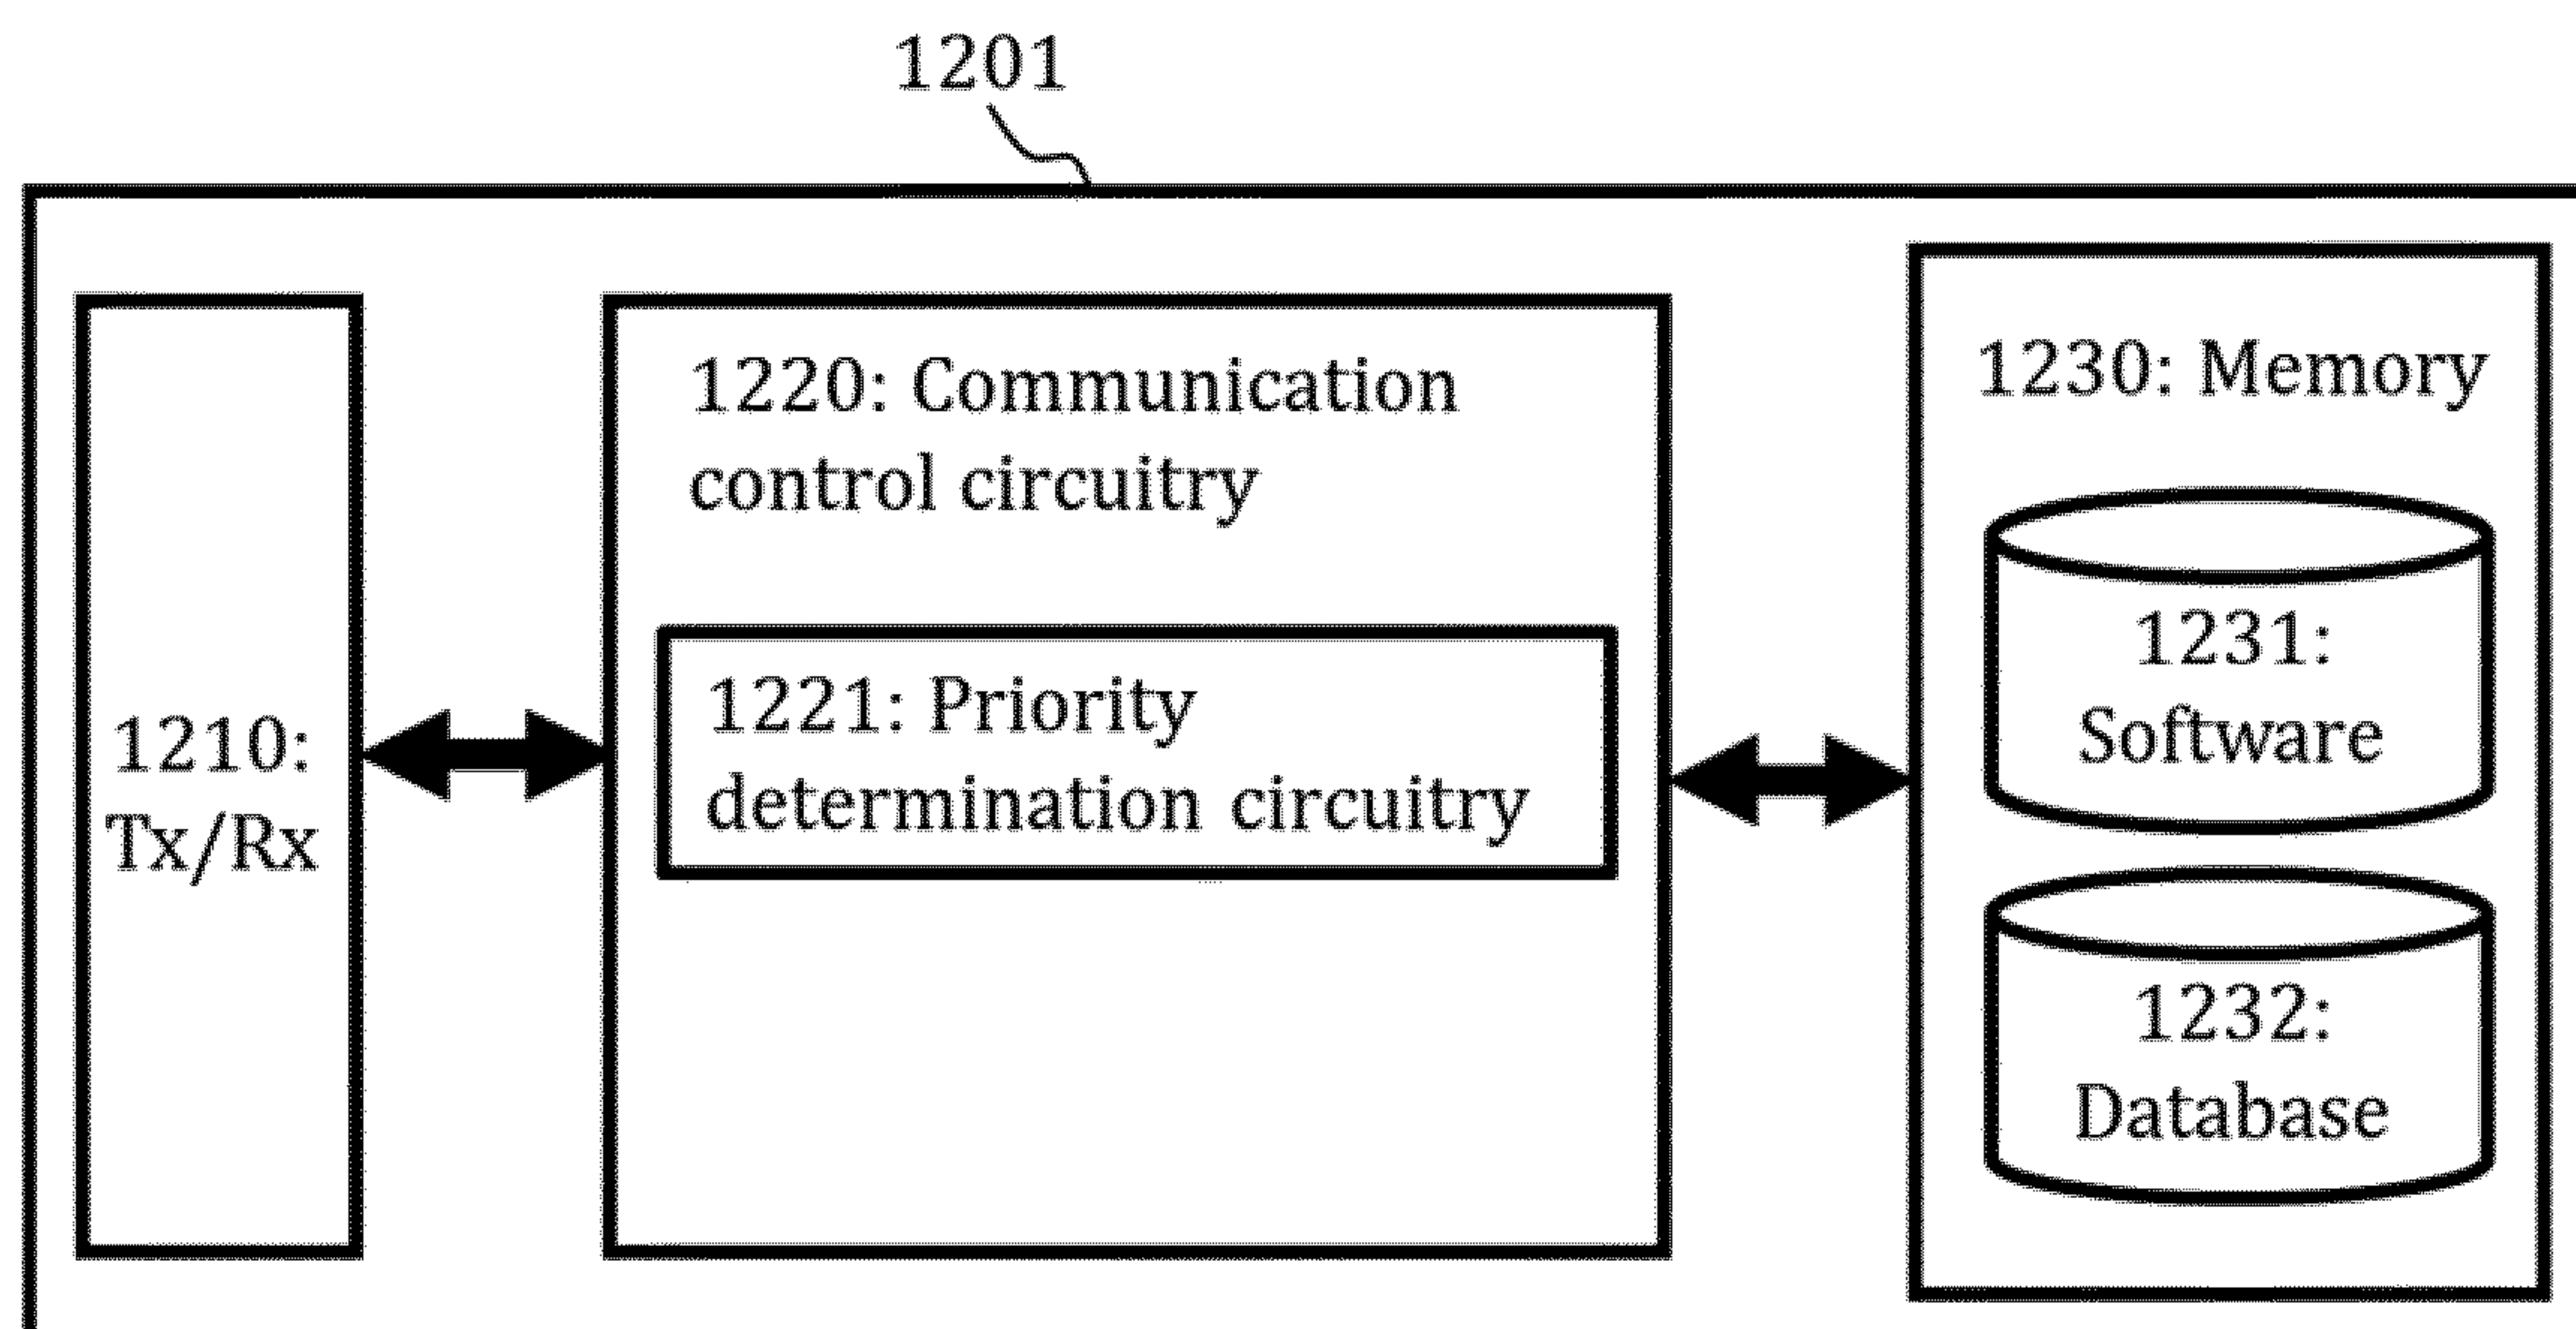 1201
1210:
Tx/Rx
1220: Communication
control circuitry
1221: Priority
determination circuitry
1230: Memory
1231:
Software
1232:
Database